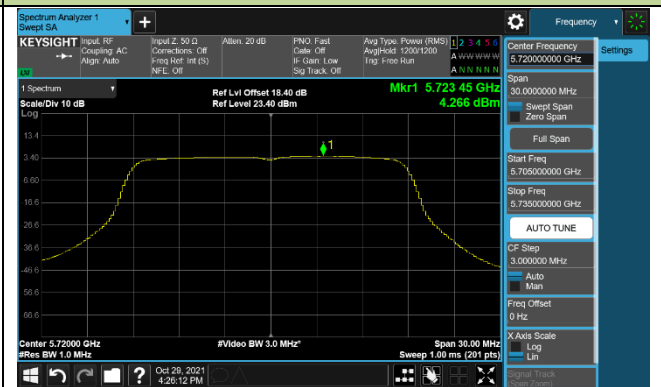 Spectrum Analyzer 1
Swept SA
Frequency
KEYSIGHT
Input: RF
Coupling: AC
Align: Auto
Input Z: 50 Ω
Corrections: Off
Freq Ref: Int (S)
NFE: Off
Atten: 20 dB
PNO: Fast
Gate: Off
IF Gain: Low
Sig Track: Off
Avg Type: Power (RMS)
Avg|Hold: 1200/1200
Trig: Free Run
1 2 3 4 5 6
A W W W W W
A N N N N N
LW
1 Spectrum
Scale/Div 10 dB
Log
Ref Lvl Offset 18.40 dB
Ref Level 23.40 dBm
Mkr1 5.723 45 GHz
4.266 dBm
13.4
3.40
-6.60
-16.6
-26.6
-36.6
-46.6
-56.6
-66.6
1
Center 5.72000 GHz
#Res BW 1.0 MHz
#Video BW 3.0 MHz*
Span 30.00 MHz
Sweep 1.00 ms (201 pts)
Oct 29, 2021
4:26:12 PM
Center Frequency
5.720000000 GHz
Settings
Span
30.0000000 MHz
Swept Span
Zero Span
Full Span
Start Freq
5.705000000 GHz
Stop Freq
5.735000000 GHz
AUTO TUNE
CF Step
3.000000 MHz
Auto
Man
Freq Offset
0 Hz
X Axis Scale
Log
Lin
Signal Track
(Span Zoom)